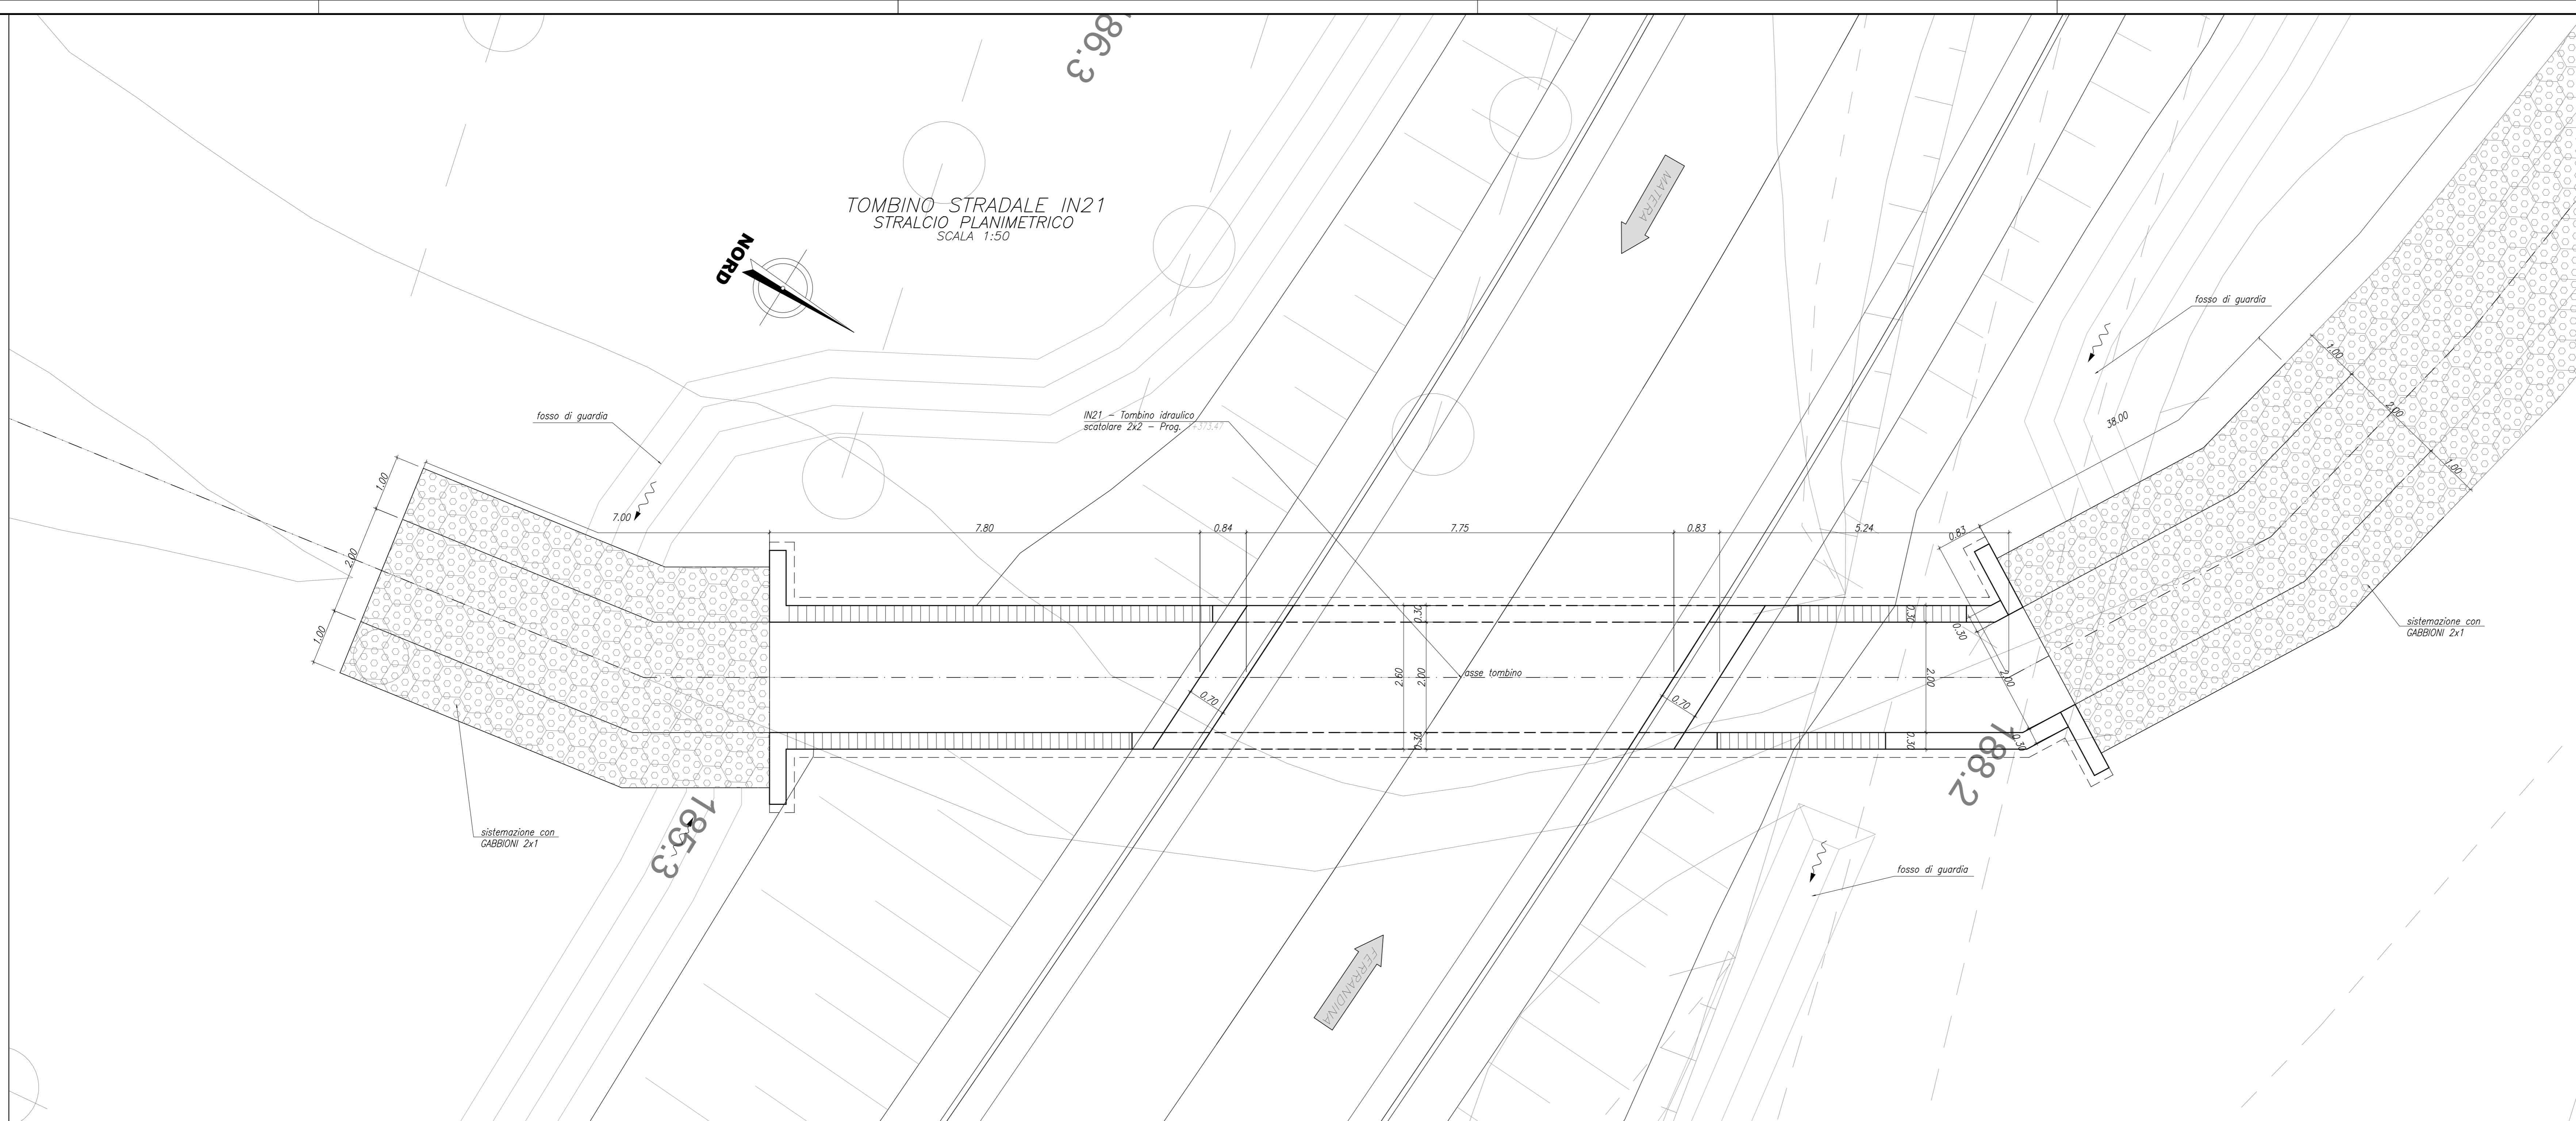 186.3
TOMBINO STRADALE IN21
STRALCIO PLANIMETRICO
SCALA 1:50
NORD
MATERA
fosso di guardia
fosso di guardia
IN21 - Tombino idraulico
scatolare 2x2 - Prog. +373.47
1.00
2.00
1.00
7.00
7.80
0.84
7.75
0.83
5.24
0.83
38.00
1.00
2.00
1.00
0.30
0.30
0.30
2.60
2.00
asse tombino
2.00
2.00
0.70
0.70
0.30
0.30
0.30
sistemazione con
GABBIONI 2x1
sistemazione con
GABBIONI 2x1
185.3
188.2
fosso di guardia
FERRANDINA